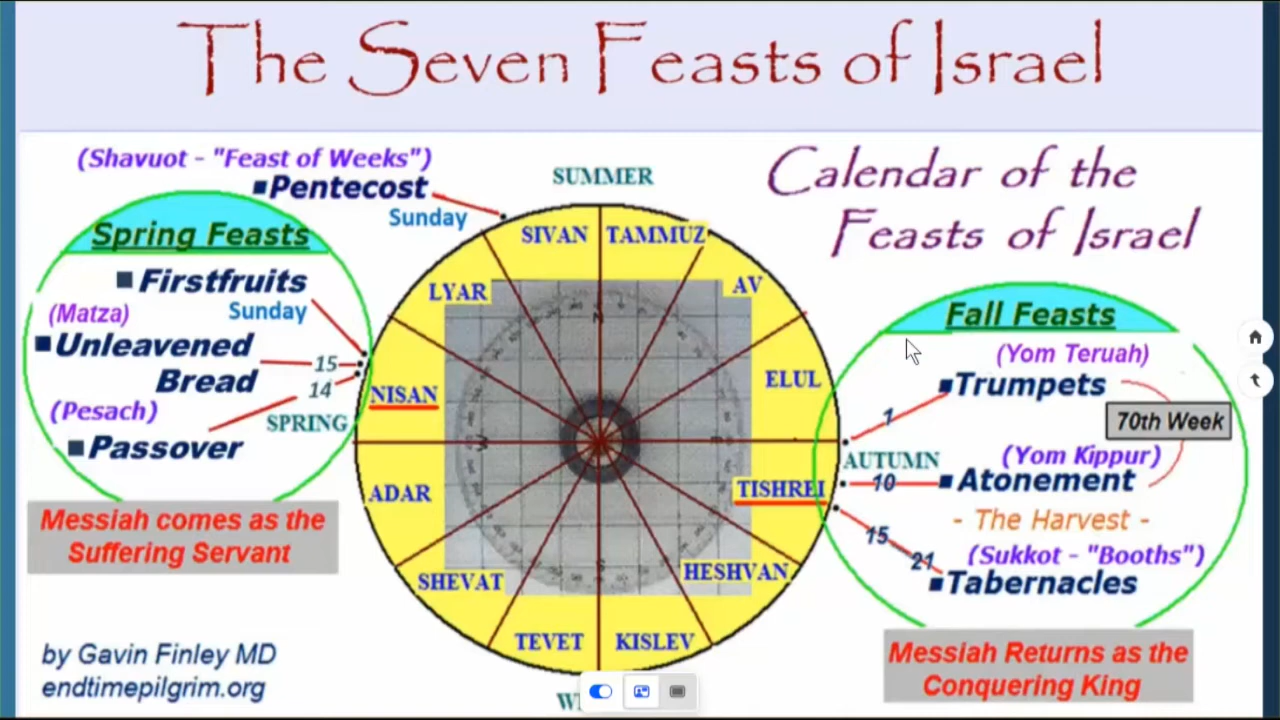 The Seven Feasts of Israel
Calendar of the
Feasts of Israel
(Shavuot - "Feast of Weeks")
▪Pentecost
Sunday
Spring Feasts
▪ Firstfruits
Sunday
(Matza)
▪Unleavened
Bread
15
14
(Pesach)
▪Passover
SPRING
Messiah comes as the
Suffering Servant
by Gavin Finley MD
endtimepilgrim.org
SUMMER
SIVAN
TAMMUZ
LYAR
AV
NISAN
ELUL
ADAR
TISHREI
SHEVAT
HESHVAN
TEVET
KISLEV
N
Fall Feasts
(Yom Teruah)
▪Trumpets
1
70th Week
AUTUMN
(Yom Kippur)
10
▪Atonement
- The Harvest -
15
21
(Sukkot - "Booths")
▪Tabernacles
Messiah Returns as the
Conquering King